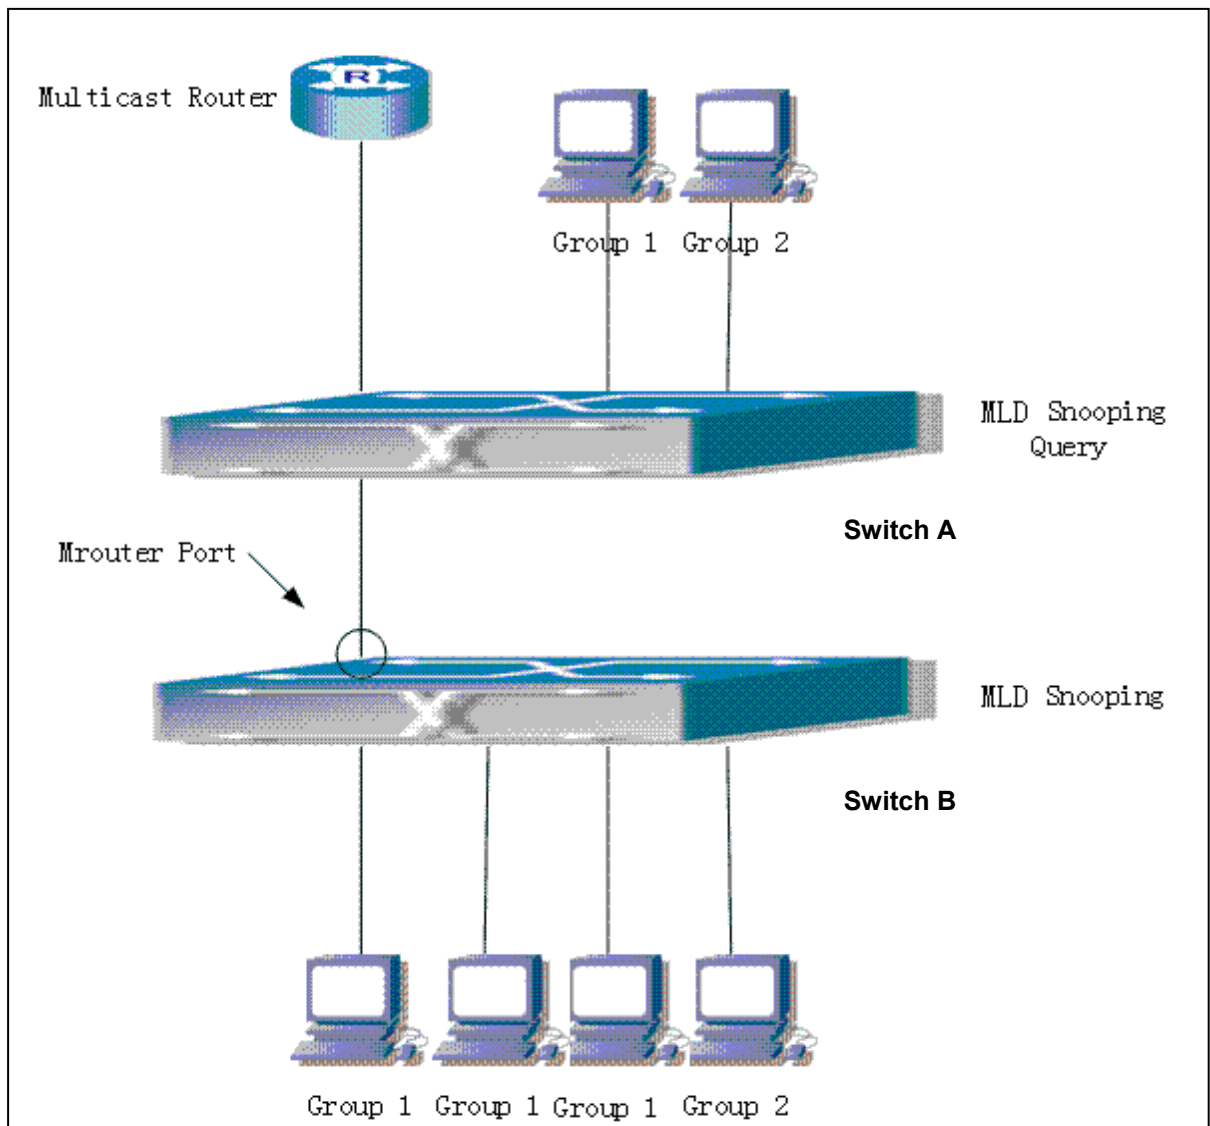 R
Multicast Router
Group 1 Group 2
MLD Snooping
Query
Switch A
Mrouter Port
MLD Snooping
Switch B
Group 1 Group 1 Group 1 Group 2